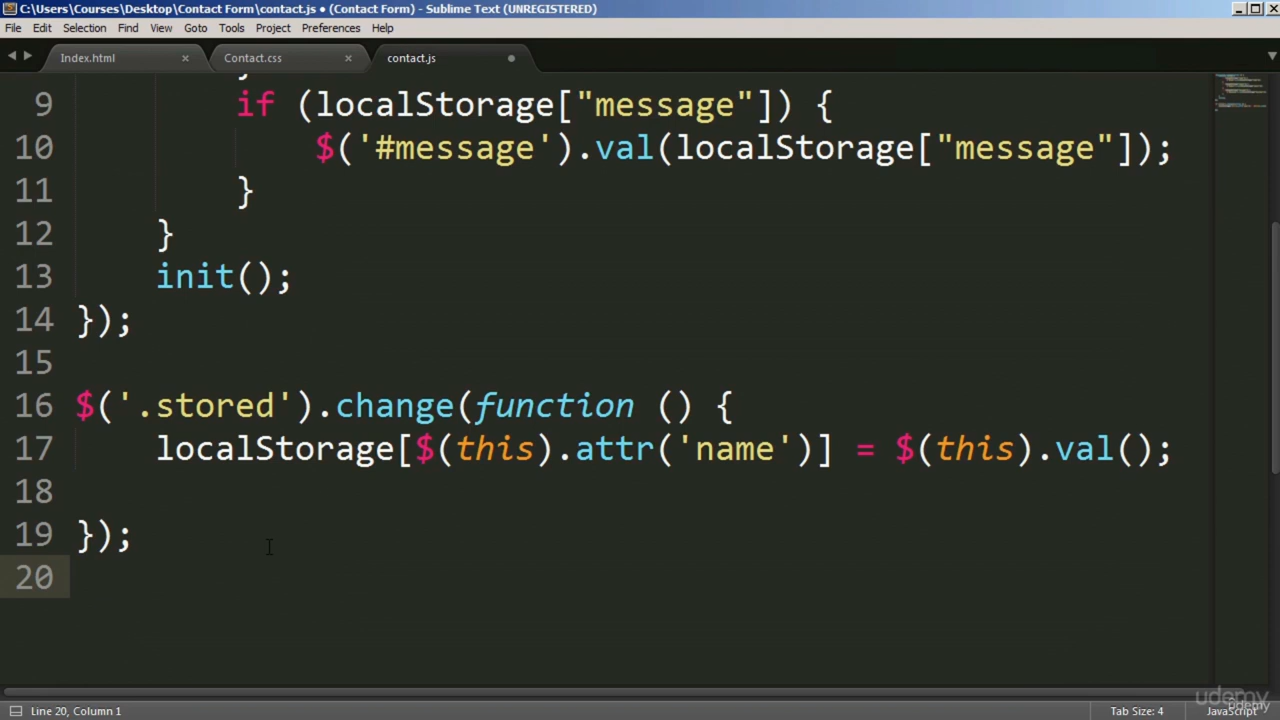 C:\Users\Courses\Desktop\Contact Form\contact.js • (Contact Form) - Sublime Text (UNREGISTERED)
File Edit Selection Find View Goto Tools Project Preferences Help
Index.html Contact.css contact.js
9 if (localStorage["message"]) {
10 $('#message').val(localStorage["message"]);
11 }
12 }
13 init();
14 });
15
16 $('.stored').change(function () {
17 localStorage[$(this).attr('name')] = $(this).val();
18
19 });
20
Line 20, Column 1 Tab Size: 4 JavaScript
udemy
udemy